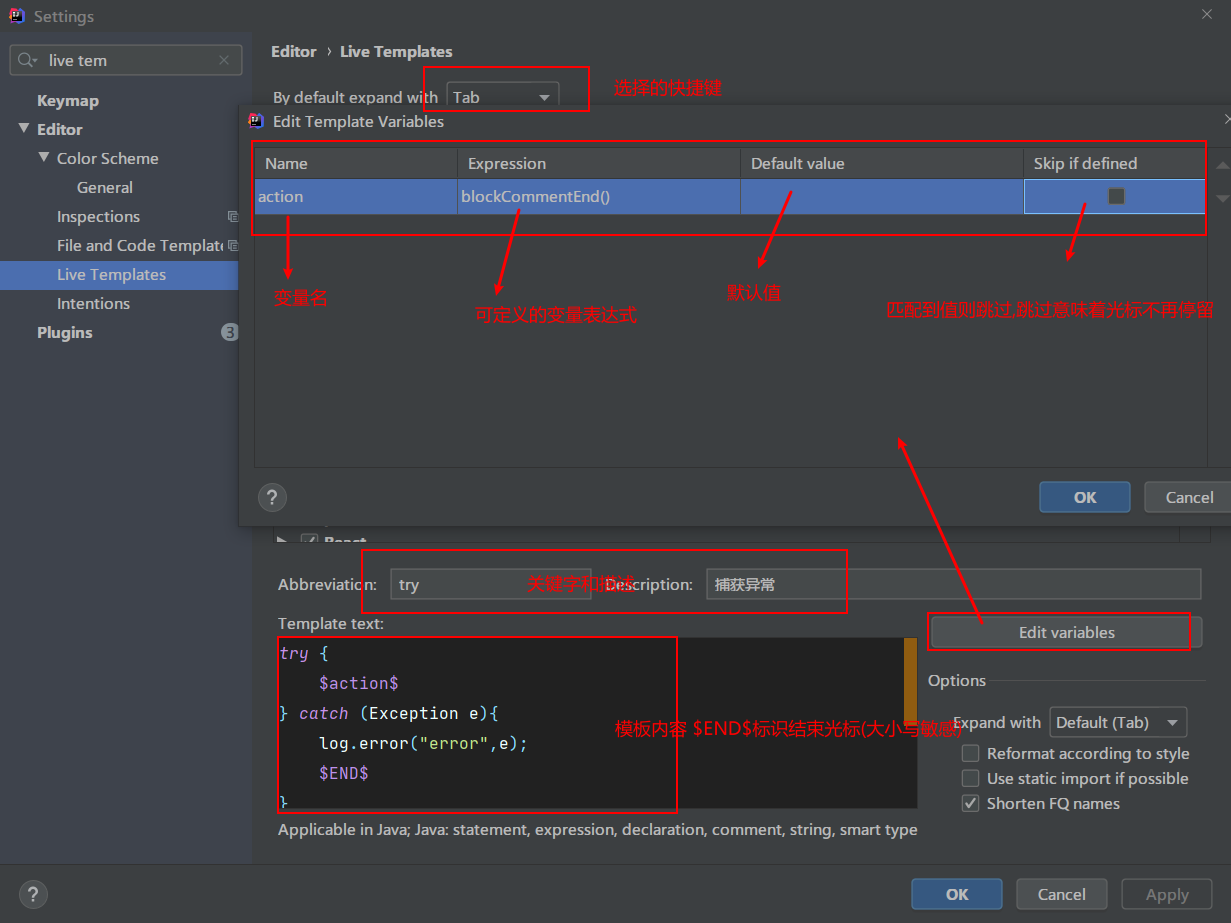 Settings
live tem
Keymap
Editor
Color Scheme
General
Inspections
File and Code Templat
Live Templates
Intentions
Plugins
3
Editor › Live Templates
By default expand with
Tab
选择的快捷键
Edit Template Variables
Name
Expression
Default value
Skip if defined
action
blockCommentEnd()
变量名
可定义的变量表达式
默认值
匹配到值则跳过,跳过意味着光标不再停留
?
OK
Cancel
React
Abbreviation:
try
关键字和描述
Description:
捕获异常
Template text:
Edit variables
try {
$action$
} catch (Exception e){
log.error("error",e);
$END$
}
模板内容 $END$标识结束光标(大小写敏感)
Options
Expand with
Default (Tab)
Reformat according to style
Use static import if possible
Shorten FQ names
Applicable in Java; Java: statement, expression, declaration, comment, string, smart type
?
OK
Cancel
Apply